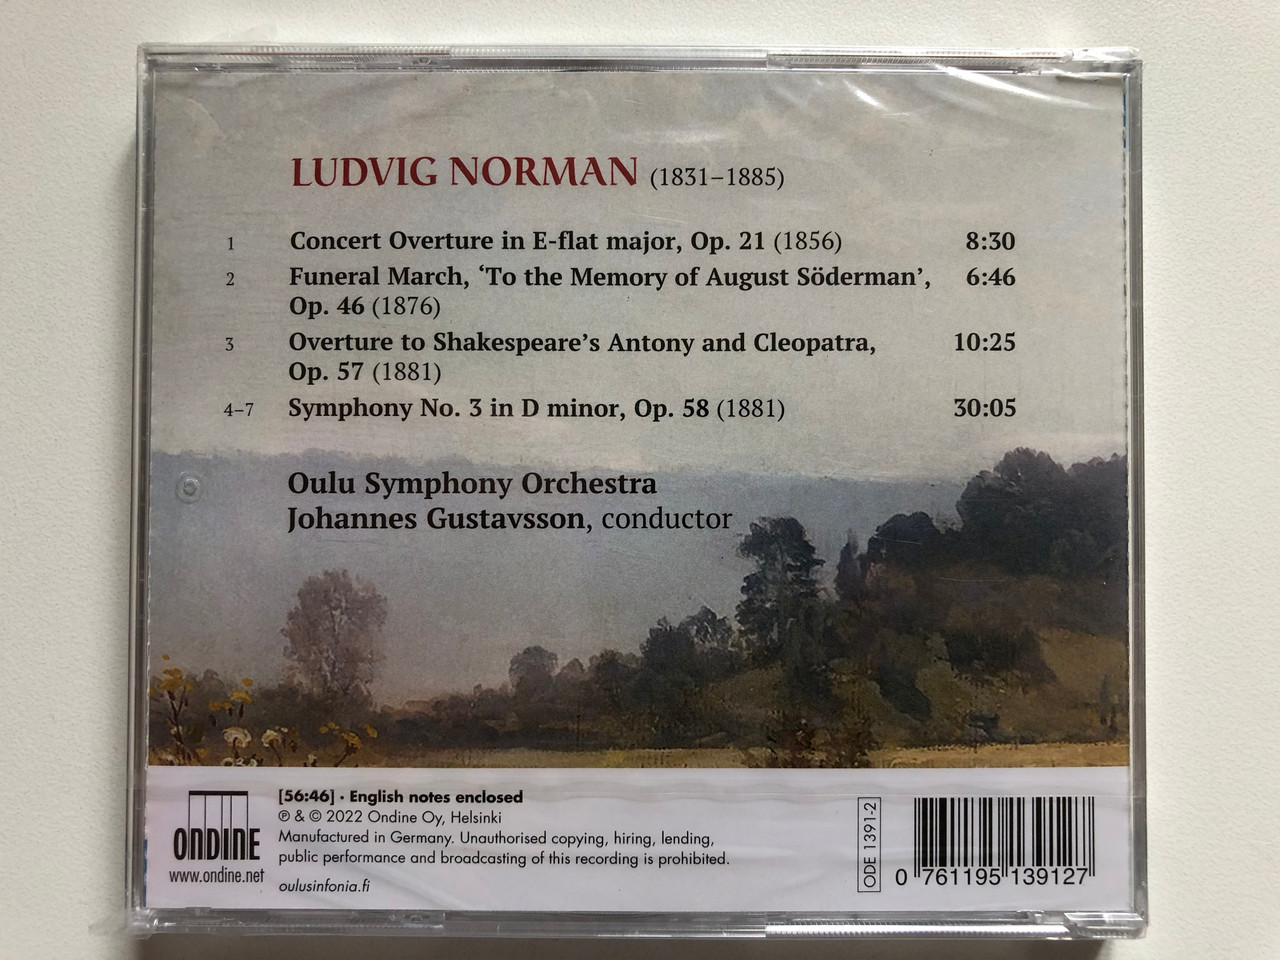 LUDVIG NORMAN (1831–1885)
1 Concert Overture in E-flat major, Op. 21 (1856) 8:30
2 Funeral March, ‘To the Memory of August Söderman’, 6:46
Op. 46 (1876)
3 Overture to Shakespeare’s Antony and Cleopatra, 10:25
Op. 57 (1881)
4–7 Symphony No. 3 in D minor, Op. 58 (1881) 30:05
Oulu Symphony Orchestra
Johannes Gustavsson, conductor
ONDINE
www.ondine.net
[56:46] · English notes enclosed
℗ & © 2022 Ondine Oy, Helsinki
Manufactured in Germany. Unauthorised copying, hiring, lending,
public performance and broadcasting of this recording is prohibited.
oulusinfonia.fi
ODE 1391-2
0 761195 139127